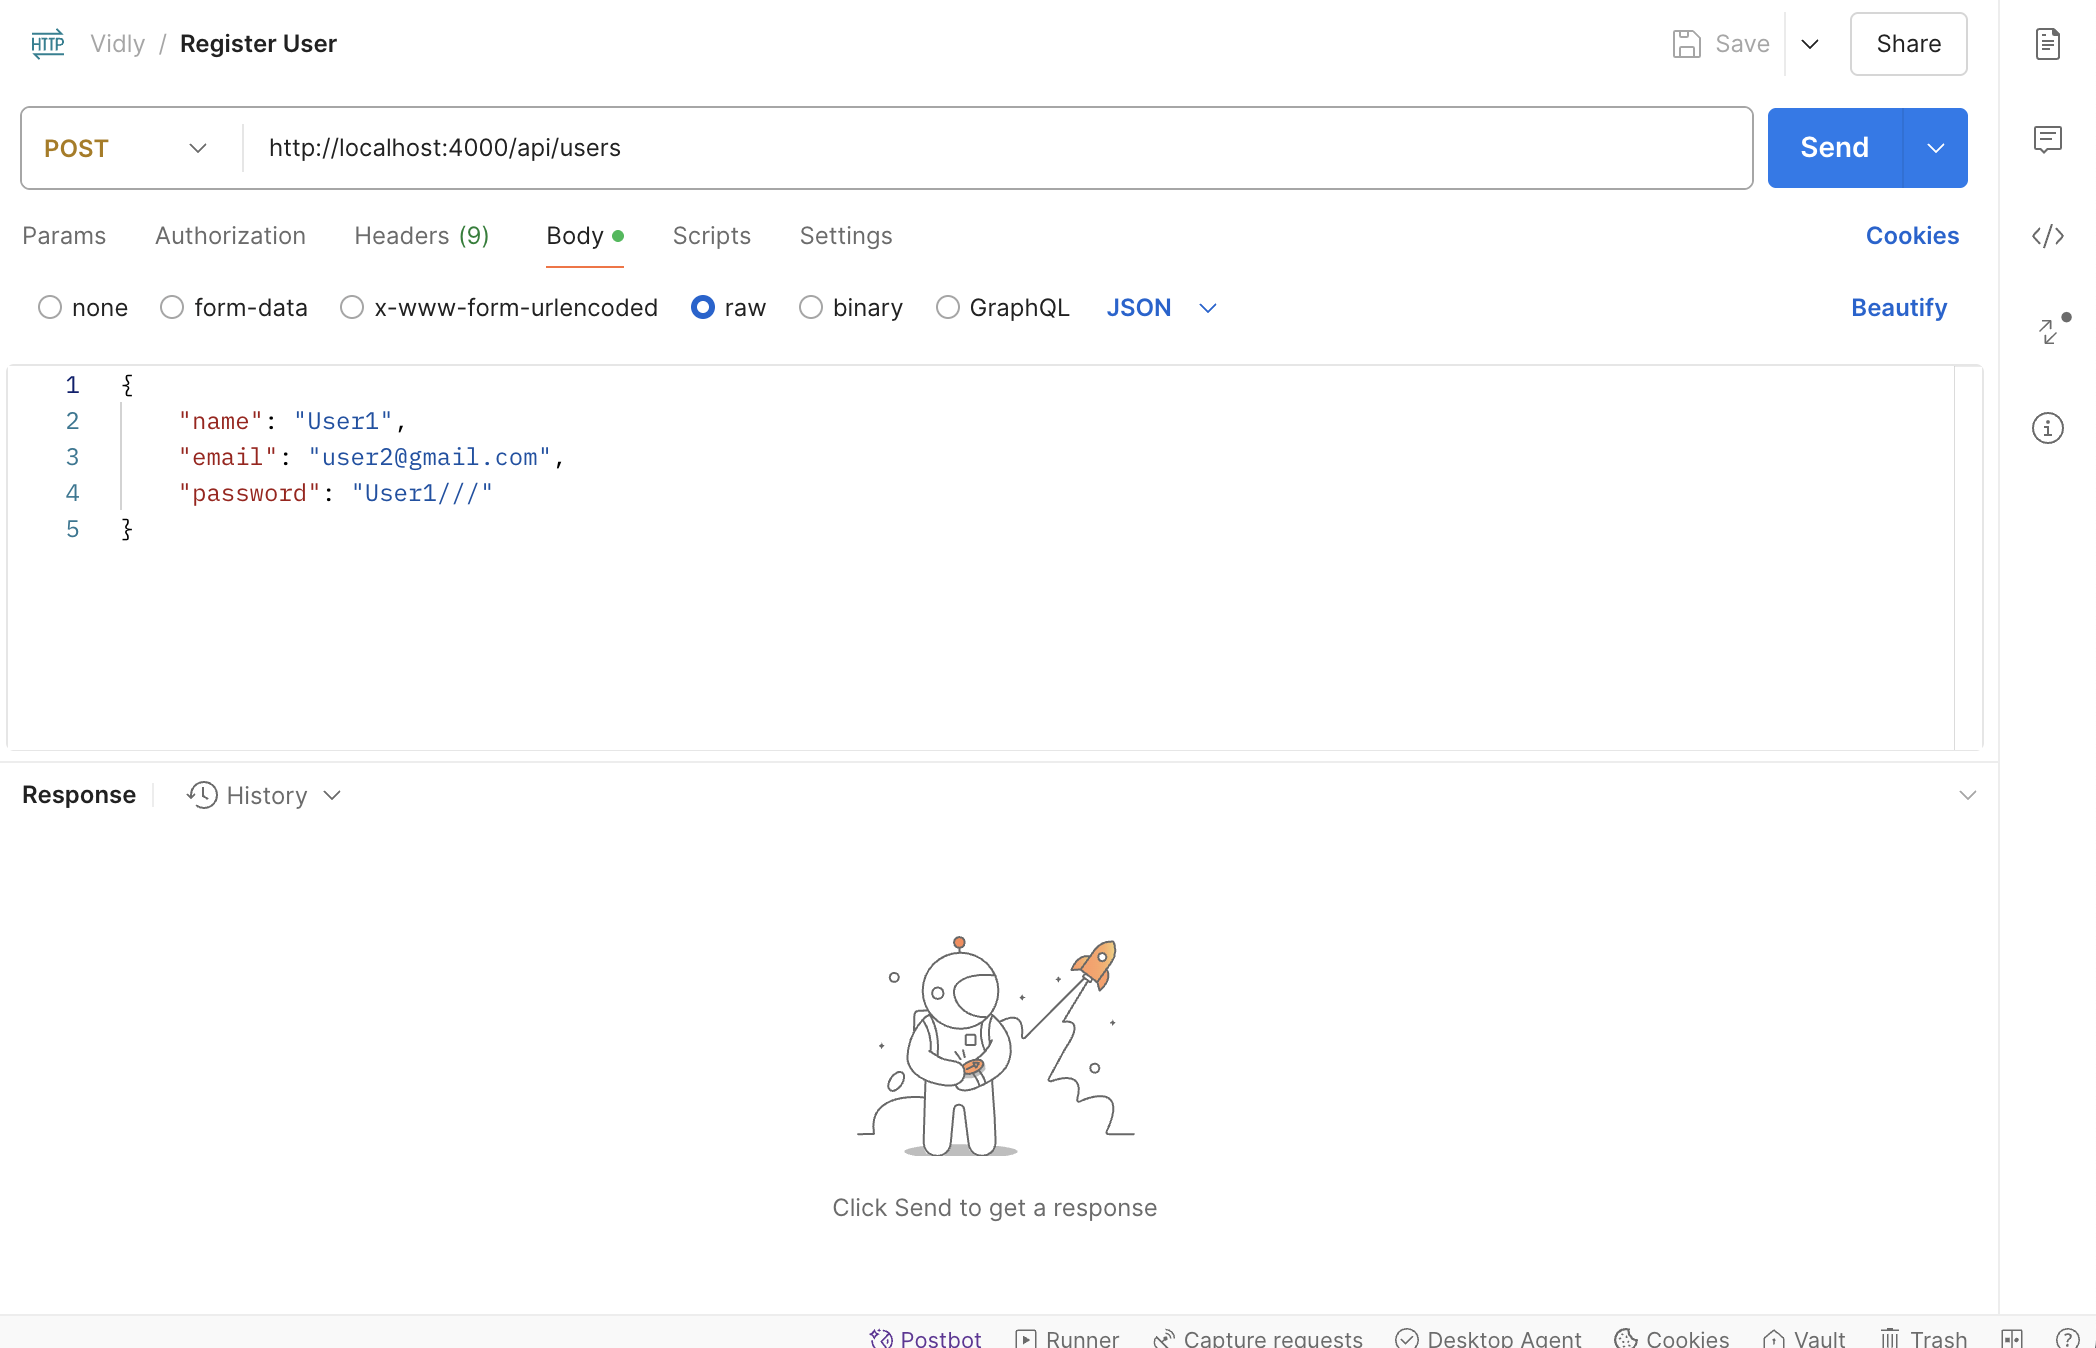 HTTP Vidly / Register User Save Share
POST http://localhost:4000/api/users Send
Params Authorization Headers (9) Body Scripts Settings Cookies
none form-data x-www-form-urlencoded raw binary GraphQL JSON Beautify
1 {
2 "name": "User1",
3 "email": "user2@gmail.com",
4 "password": "User1///"
5 }
Response History
Click Send to get a response
Postbot Runner Capture requests Desktop Agent Cookies Vault Trash